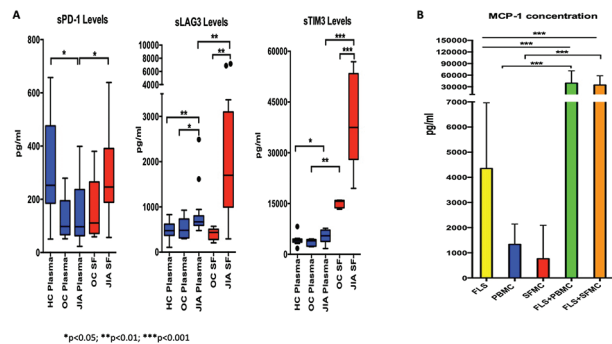 A
sPD-1 Levels
pg/ml
800
600
400
200
0
*
*
HC Plasma
OC Plasma
JIA Plasma
OC SF
JIA SF
sLAG3 Levels
pg/ml
10000
8000
6000
4000
3000
2000
1000
100
**
*
**
**
HC Plasma
OC Plasma
JIA Plasma
OC SF
JIA SF
sTIM3 Levels
pg/ml
60000
45000
30000
15000
0
*
**
***
***
HC Plasma
OC Plasma
JIA Plasma
OC SF
JIA SF
*p<0.05; **p<0.01; ***p<0.001
B
MCP-1 concentration
pg/ml
150000
120000
90000
60000
30000
7000
6000
5000
4000
3000
2000
1000
0
***
***
***
***
FLS
PBMC
SFMC
FLS+PBMC
FLS+SFMC